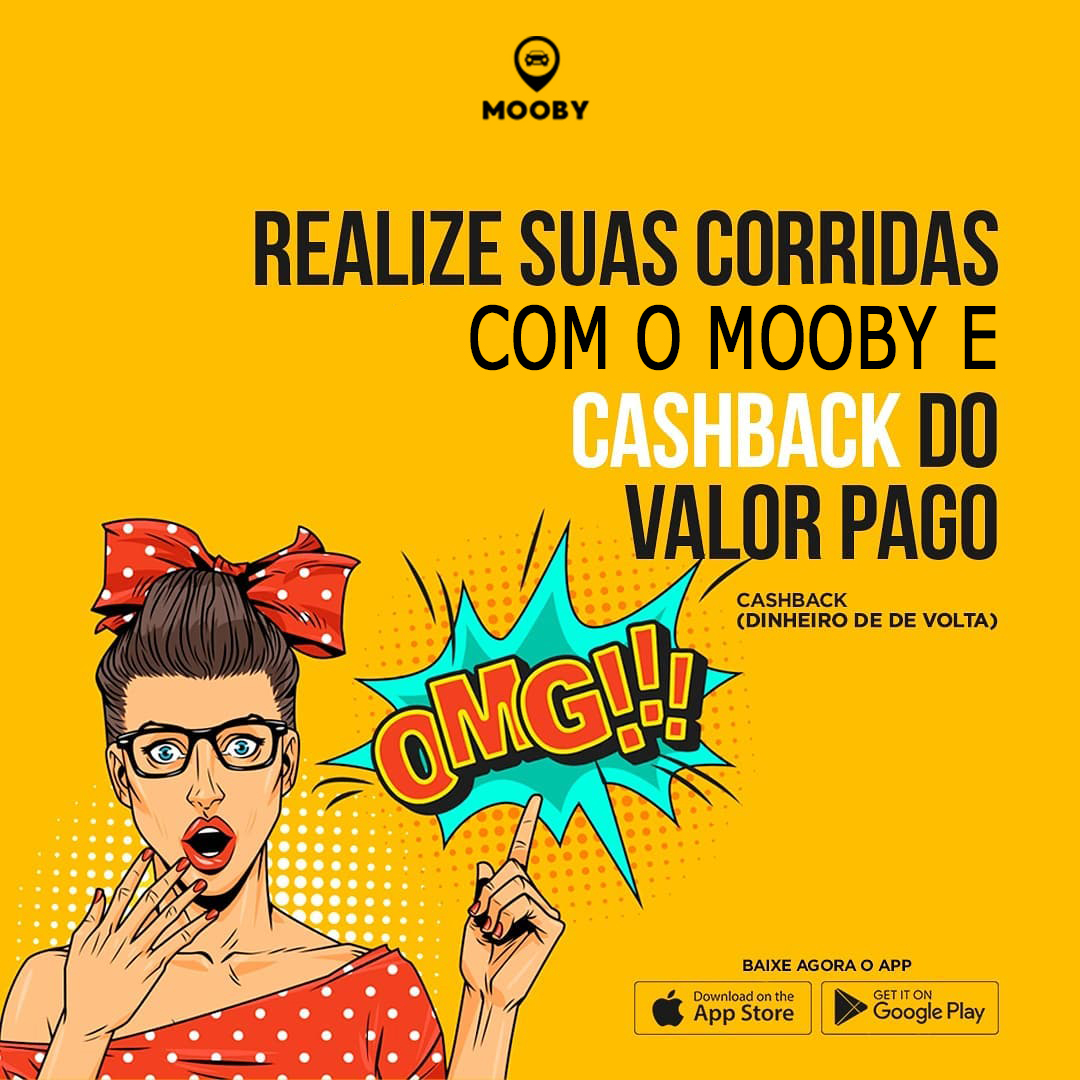 MOOBY
REALIZE SUAS CORRIDAS
COM O MOOBY E
CASHBACK DO
VALOR PAGO
CASHBACK
(DINHEIRO DE DE VOLTA)
OMG!!!
BAIXE AGORA O APP
Download on the
App Store
GET IT ON
Google Play